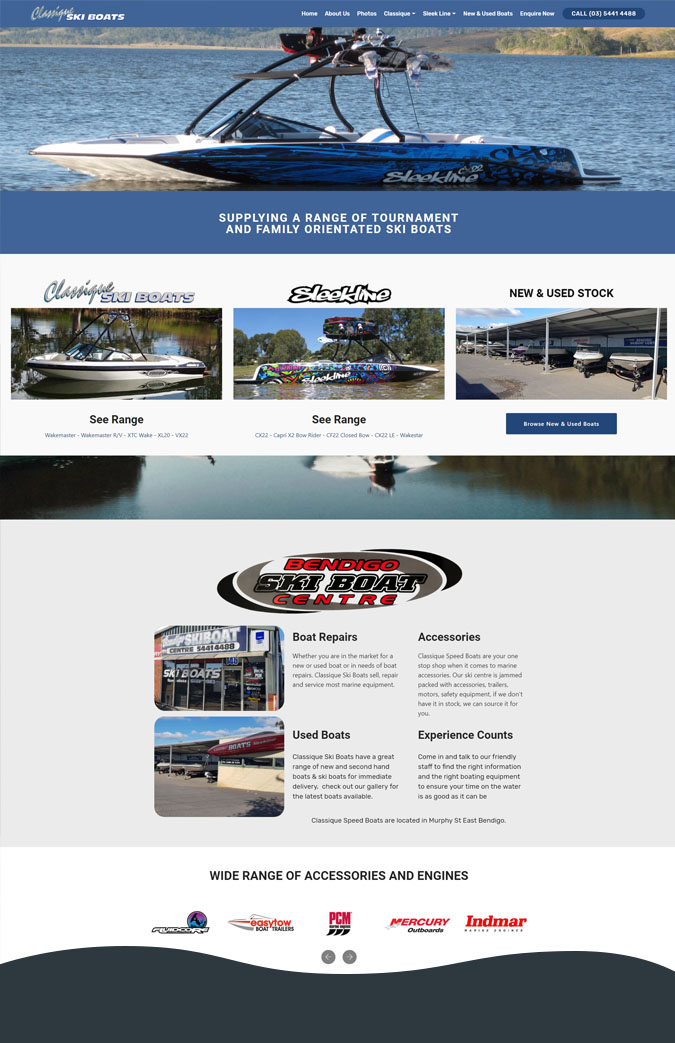 Classique SKI BOATS
Home About Us Photos Classique Sleek Line New & Used Boats Enquire Now CALL (03) 5441 4488
Sleekline
SUPPLYING A RANGE OF TOURNAMENT
AND FAMILY ORIENTATED SKI BOATS
Classique SKI BOATS
Sleekline
NEW & USED STOCK
Sleekline
See Range
See Range
Browse New & Used Boats
Wakemaster - Wakemaster R/V - XTC Wake - XL20 - VX22
CX22 - Capri X2 Bow Rider - CF22 Closed Bow - CX22 LE - Wakestar
BENDIGO
SKI BOAT
CENTRE
SKIBOAT
CENTRE 54414488
SKI BOATS
Boat Repairs
Whether you are in the market for a
new or used boat or in needs of boat
repairs. Classique Ski Boats sell, repair
and service most marine equipment.
Accessories
Classique Speed Boats are your one
stop shop when it comes to marine
accessories. Our ski centre is jammed
packed with accessories, trailers,
motors, safety equipment, if we don't
have it in stock, we can source it for
you.
BOATS
Used Boats
Classique Ski Boats have a great
range of new and second hand
boats & ski boats for immediate
delivery. check out our gallery for
the latest boats available.
Experience Counts
Come in and talk to our friendly
staff to find the right information
and the right boating equipment
to ensure your time on the water
is as good as it can be
Classique Speed Boats are located in Murphy St East Bendigo.
WIDE RANGE OF ACCESSORIES AND ENGINES
easytow
BOAT TRAILERS
PCM
MERCURY
Outboards
Indmar
MARINE ENGINES